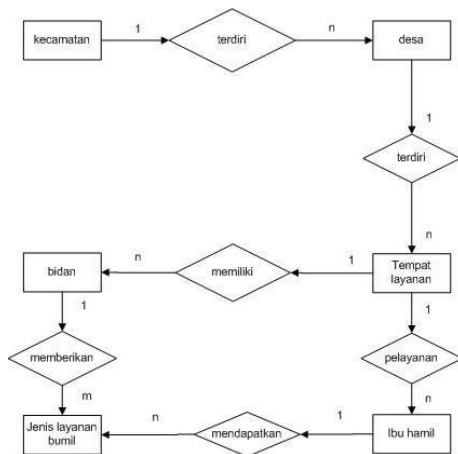 kecamatan
1
terdiri
n
desa
1
terdiri
n
bidan
n
memiliki
1
Tempat
layanan
1
1
memberikan
pelayanan
m
n
Jenis layanan
bumil
n
mendapatkan
1
Ibu hamil